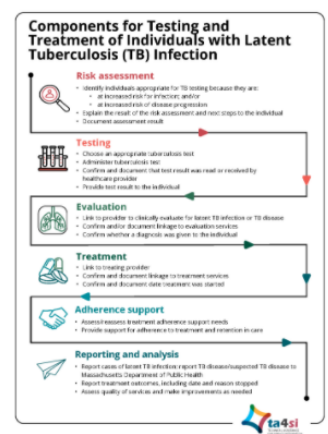 Components for Testing and
Treatment of Individuals with Latent
Tuberculosis (TB) Infection
Risk assessment
• Identify individuals appropriate for TB testing because they are:
• at increased risk for infection; and/or
• at increased risk of disease progression
• Explain the result of the risk assessment and next steps to the individual
• Document assessment result
Testing
• Choose an appropriate tuberculosis test
• Administer tuberculosis test
• Confirm and document that test result was read or received by
healthcare provider
• Provide test result to the individual
Evaluation
• Link to provider to clinically evaluate for latent TB infection or TB disease
• Confirm and/or document linkage to evaluation services
• Confirm whether a diagnosis was given to the individual
Treatment
• Link to treating provider
• Confirm and document linkage to treatment services
• Confirm and document date treatment was started
Adherence support
• Assess/reassess treatment adherence support needs
• Provide support for adherence to treatment and retention in care
Reporting and analysis
• Report cases of latent TB infection; report TB disease/suspected TB disease to
Massachusetts Department of Public Health
• Report treatment outcomes, including date and reason stopped
• Assess quality of services and make improvements as needed
ta4si